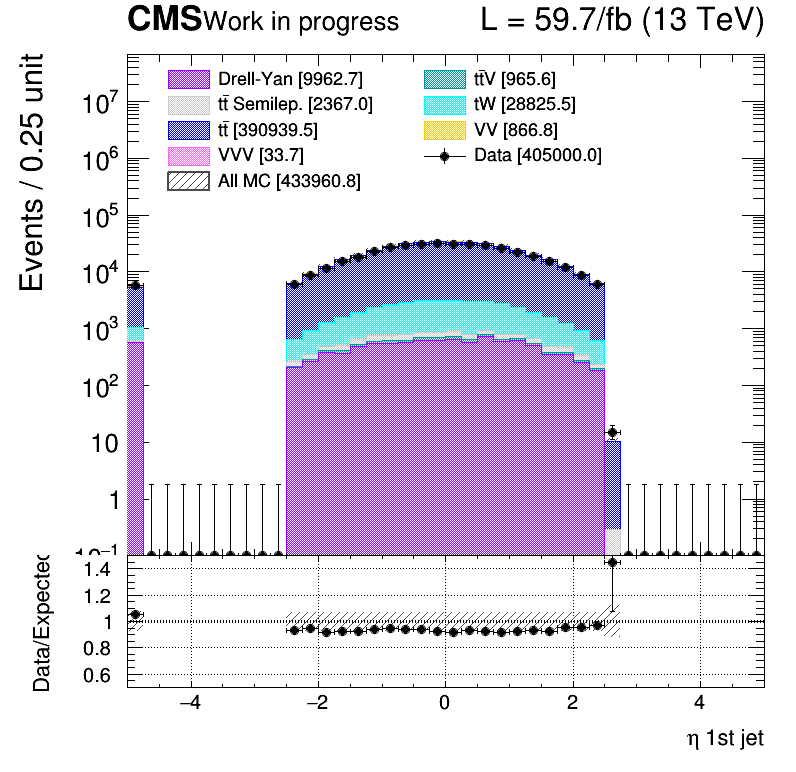 CMS Work in progress L = 59.7/fb (13 TeV)
Events / 0.25 unit
Drell-Yan [9962.7]
tt̄ Semilep. [2367.0]
tt̄ [390939.5]
VVV [33.7]
All MC [433960.8]
tt̄V [965.6]
tW [28825.5]
VV [866.8]
Data [405000.0]
10⁷
10⁶
10⁵
10⁴
10³
10²
10
1
10⁻¹
Data/Expected
1.4
1.2
1
0.8
0.6
−4 −2 0 2 4
η 1st jet